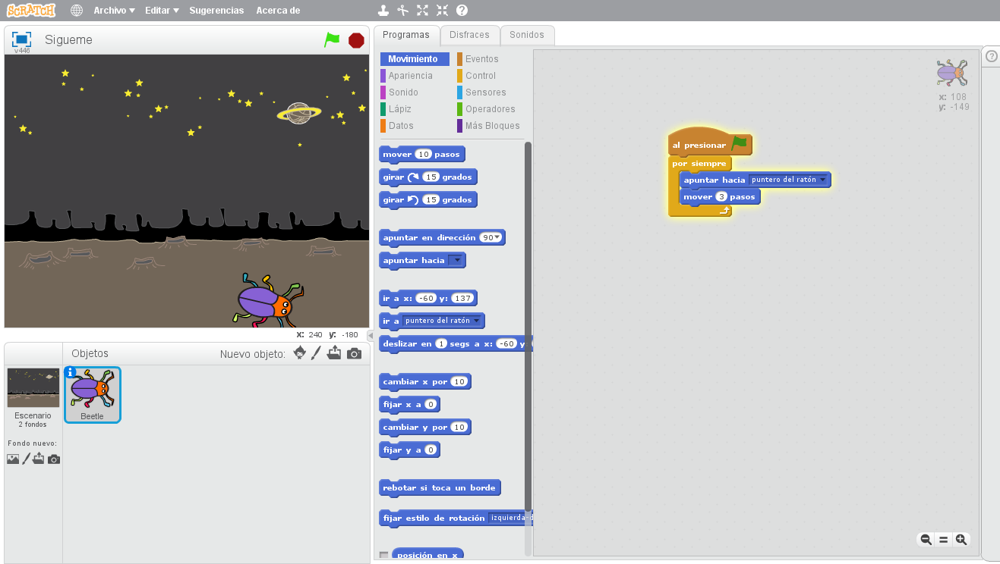 SCRATCH
Archivo Editar Sugerencias Acerca de
v446
Sigueme
x: 240 y: -180
Objetos
Nuevo objeto:
Escenario
2 fondos
Fondo nuevo:
Beetle
Programas
Disfraces
Sonidos
Movimiento
Apariencia
Sonido
Lápiz
Datos
Eventos
Control
Sensores
Operadores
Más Bloques
mover 10 pasos
girar 15 grados
girar 15 grados
apuntar en dirección 90
apuntar hacia
ir a x: -60 y: 137
ir a puntero del ratón
deslizar en 1 segs a x: -60 y
cambiar x por 10
fijar x a 0
cambiar y por 10
fijar y a 0
rebotar si toca un borde
fijar estilo de rotación izquierda-d
posición en x
al presionar
por siempre
apuntar hacia puntero del ratón
mover 3 pasos
x: 108
y: -149